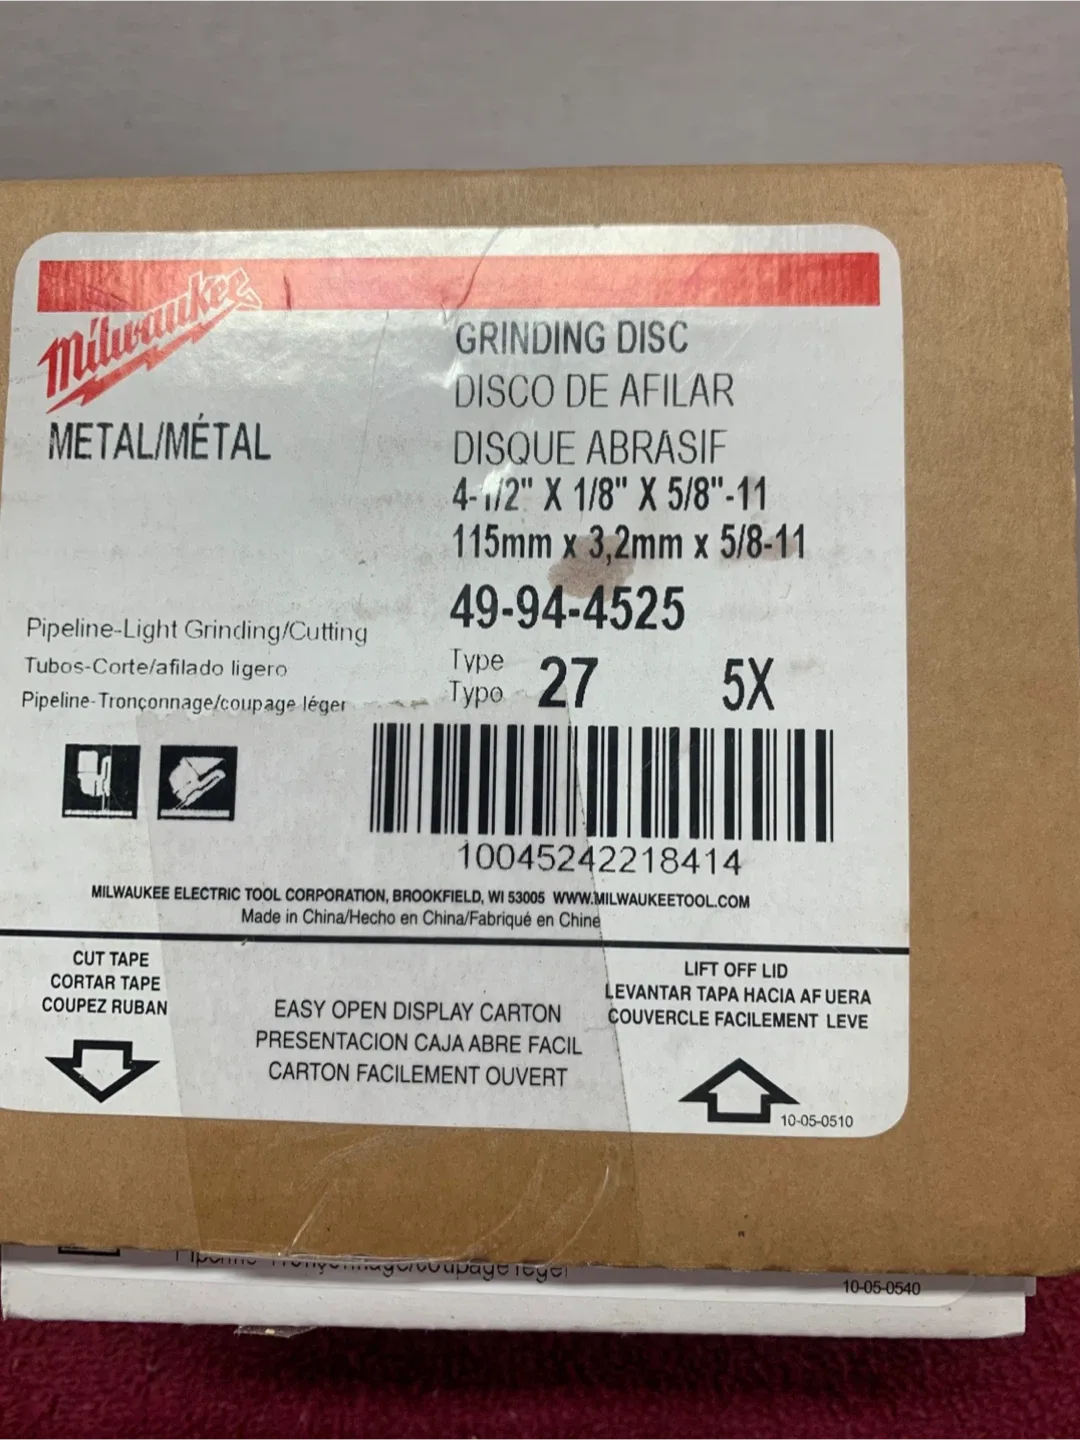 Milwaukee
METAL/MÉTAL
GRINDING DISC
DISCO DE AFILAR
DISQUE ABRASIF
4-1/2" X 1/8" X 5/8"-11
115mm x 3,2mm x 5/8-11
49-94-4525
Pipeline-Light Grinding/Cutting
Tubos-Corte/afilado ligero
Pipeline-Tronçonnage/coupage léger
Type
Typo
27
5X
10045242218414
MILWAUKEE ELECTRIC TOOL CORPORATION, BROOKFIELD, WI 53005 WWW.MILWAUKEETOOL.COM
Made in China/Hecho en China/Fabriqué en Chine
CUT TAPE
CORTAR TAPE
COUPEZ RUBAN
EASY OPEN DISPLAY CARTON
PRESENTACION CAJA ABRE FACIL
CARTON FACILEMENT OUVERT
LIFT OFF LID
LEVANTAR TAPA HACIA AFUERA
COUVERCLE FACILEMENT LEVE
10-05-0510
Pipeline-Tronçonnage/coupage léger
10-05-0540